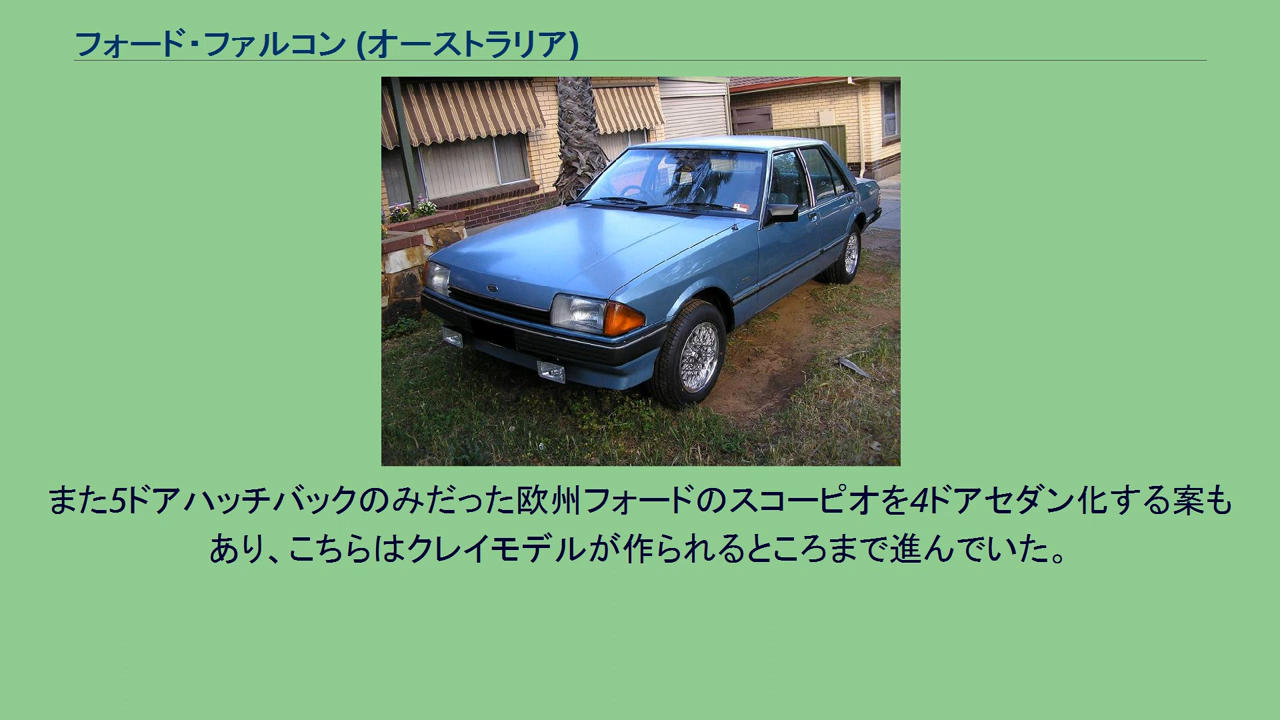 フォード・ファルコン (オーストラリア)
また5ドアハッチバックのみだった欧州フォードのスコーピオを4ドアセダン化する案も
あり、こちらはクレイモデルが作られるところまで進んでいた。